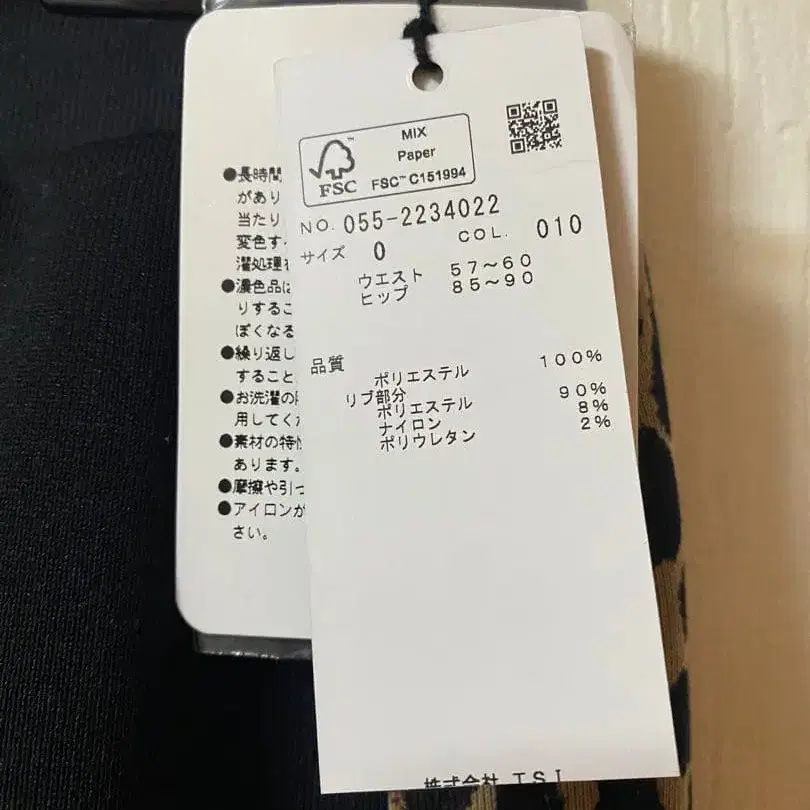 MIX
Paper
FSC™ C151994
FSC
NO. 055-2234022
サイズ 0 COL. 010
ウエスト 57〜60
ヒップ 85〜90
品質
ポリエステル 100%
リブ部分
ポリエステル 90%
ナイロン 8%
ポリウレタン 2%
株式会社 TSI
●長時間
があり
当たり
変色す
濯処理
●濃色品は
りするこ
ぽくなる
●繰り返し
すること
●お洗濯の
用してく
●素材の特性
あります。
●摩擦や引っ
●アイロンが
さい。